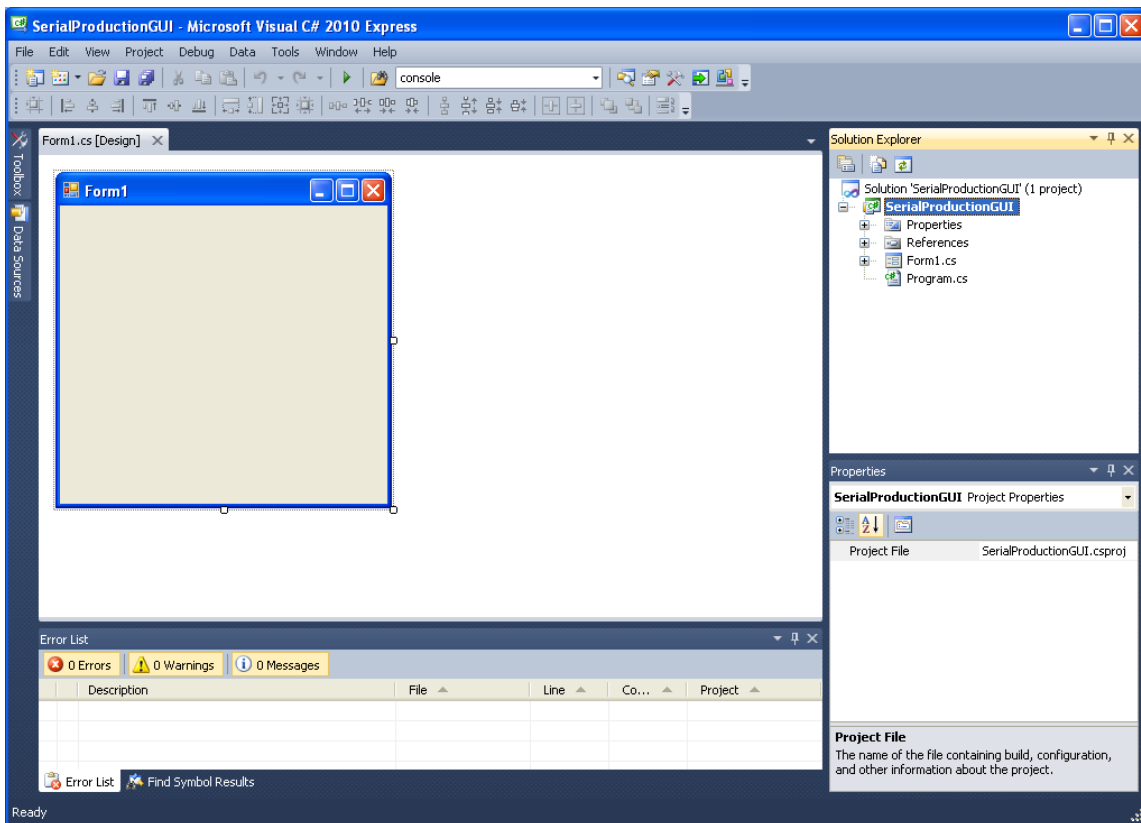 SerialProductionGUI - Microsoft Visual C# 2010 Express
File Edit View Project Debug Data Tools Window Help
console
Toolbox
Data Sources
Form1.cs [Design]
Form1
Solution Explorer
Solution 'SerialProductionGUI' (1 project)
SerialProductionGUI
Properties
References
Form1.cs
Program.cs
Properties
SerialProductionGUI Project Properties
Project File SerialProductionGUI.csproj
Project File
The name of the file containing build, configuration,
and other information about the project.
Error List
0 Errors 0 Warnings 0 Messages
Description File Line Co... Project
Error List Find Symbol Results
Ready